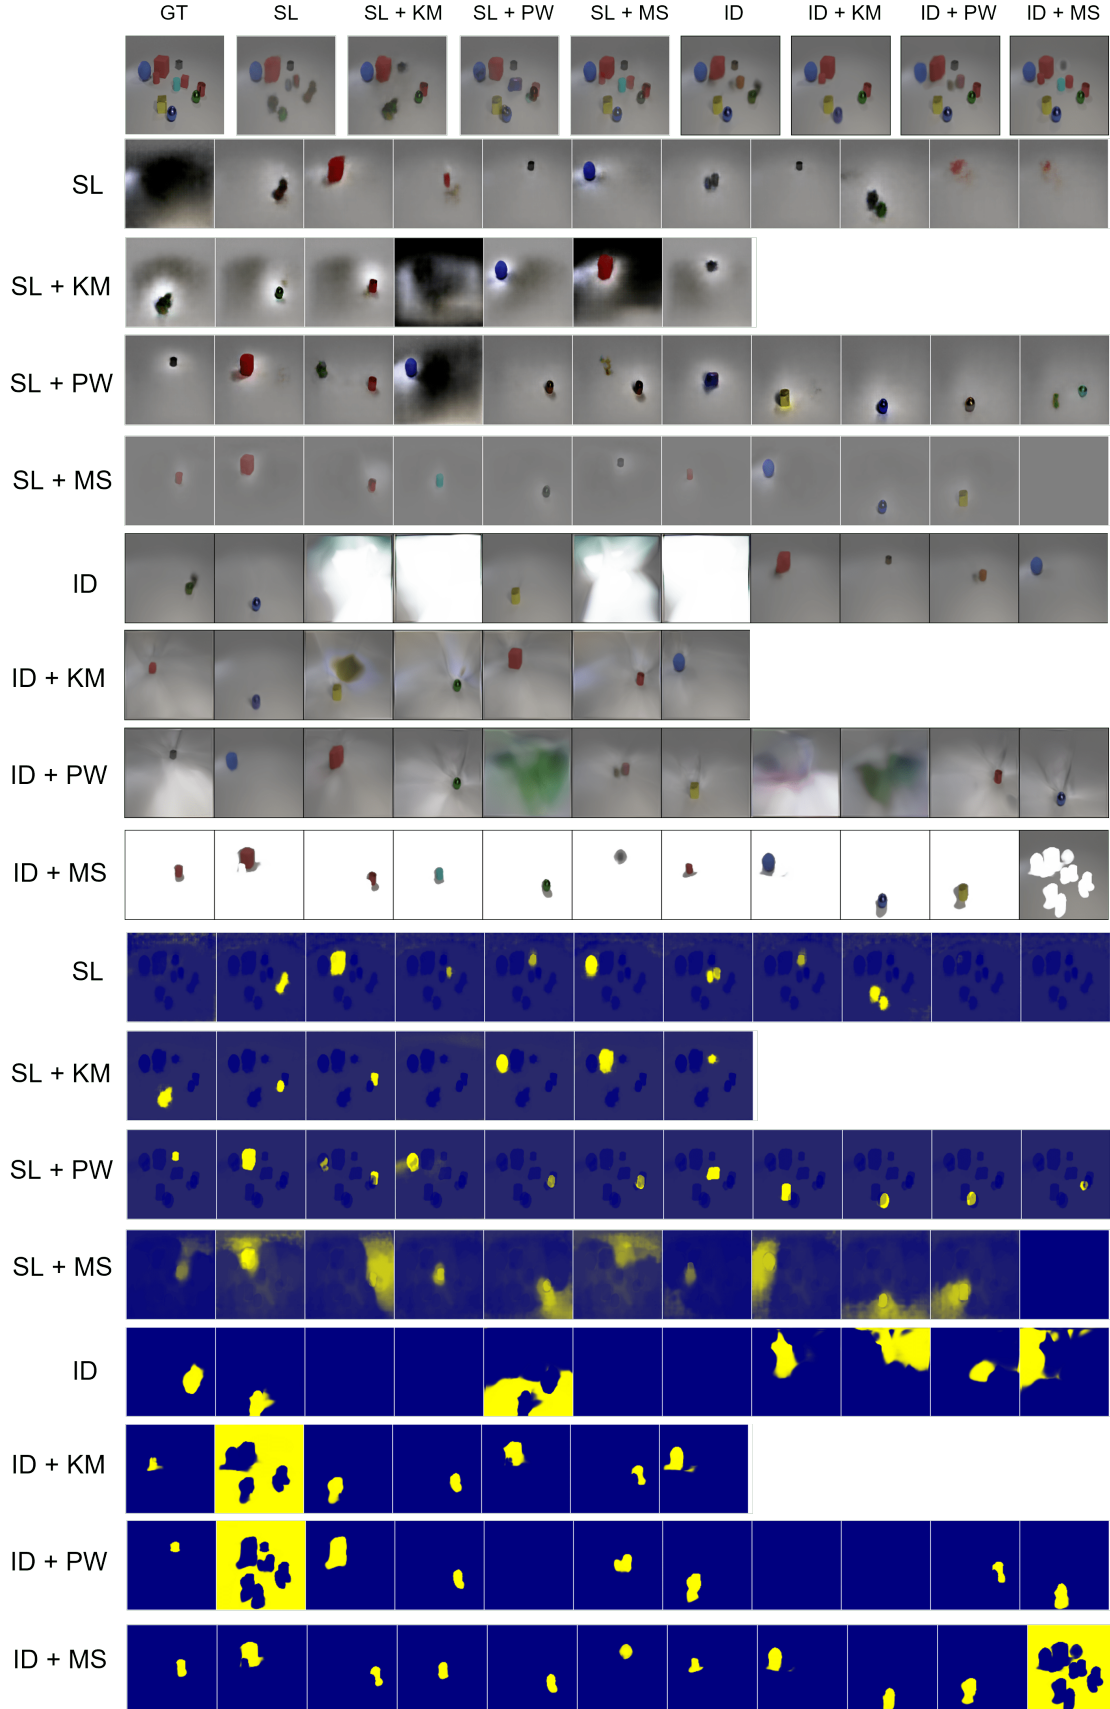 GT SL SL + KM SL + PW SL + MS ID ID + KM ID + PW ID + MS
SL
SL + KM
SL + PW
SL + MS
ID
ID + KM
ID + PW
ID + MS
SL
SL + KM
SL + PW
SL + MS
ID
ID + KM
ID + PW
ID + MS